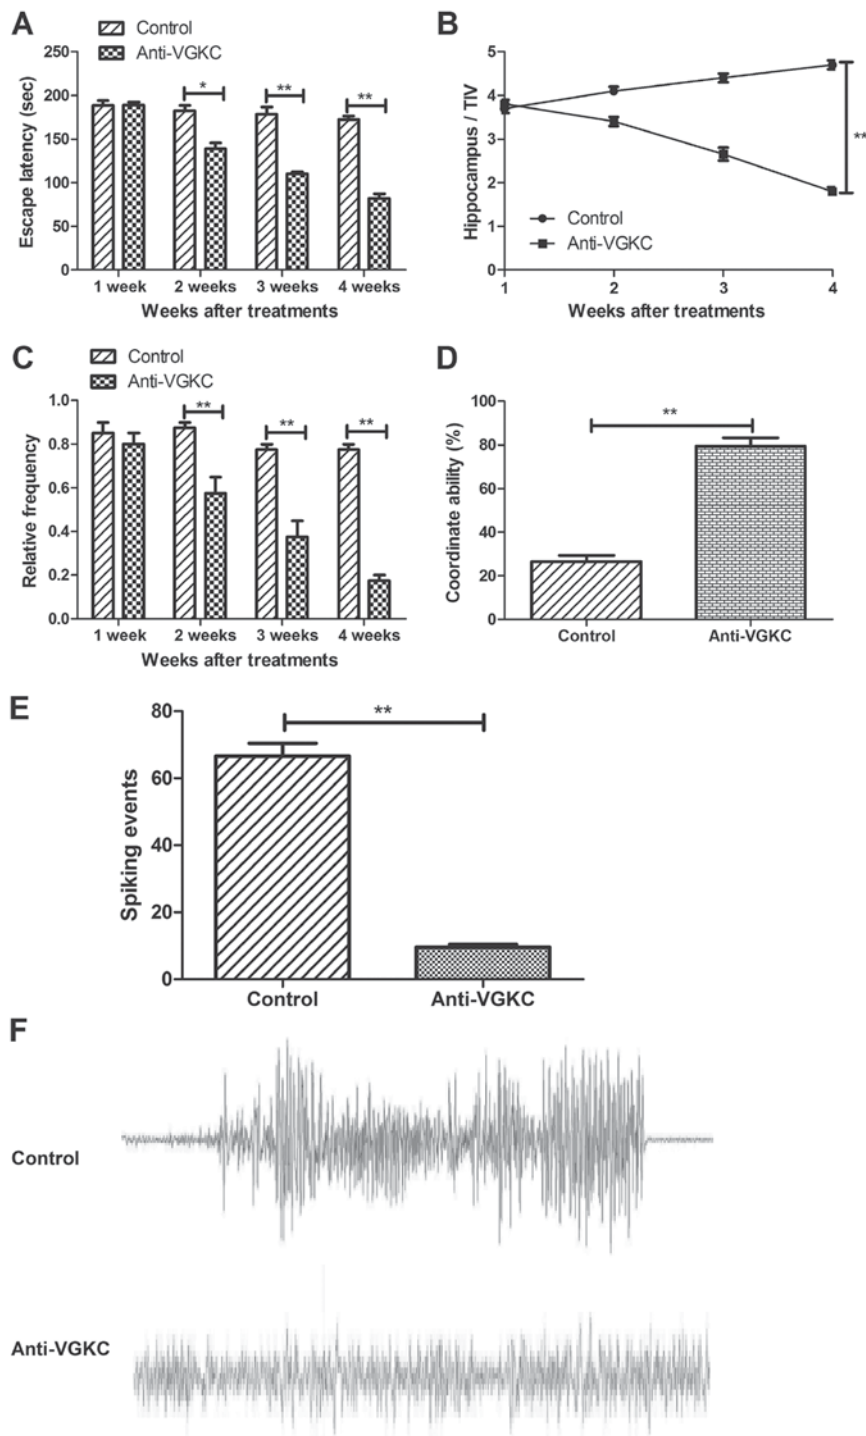 A
Control
Anti-VGKC
Escape latency (sec)
250
200
150
100
50
0
*
**
**
1 week 2 weeks 3 weeks 4 weeks
Weeks after treatments
B
Hippocampus / TIV
5
4
3
2
1
0
Control
Anti-VGKC
**
1 2 3 4
Weeks after treatments
C
Control
Anti-VGKC
Relative frequency
1.0
0.8
0.6
0.4
0.2
0.0
**
**
**
1 week 2 weeks 3 weeks 4 weeks
Weeks after treatments
D
Coordinate ability (%)
100
80
60
40
20
0
**
Control Anti-VGKC
E
Spiking events
80
60
40
20
0
**
Control Anti-VGKC
F
Control
Anti-VGKC